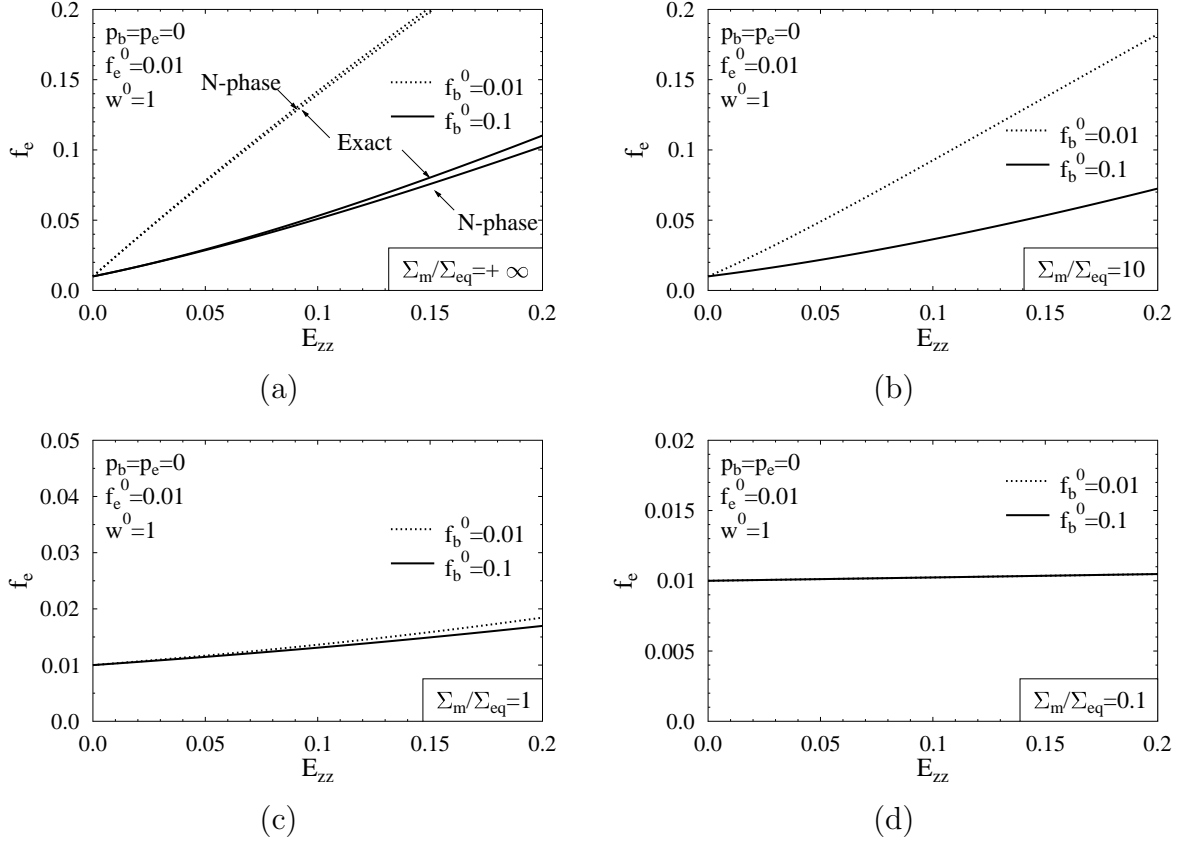 0.2
0.15
0.1
0.05
0.0
f_e
p_b=p_e=0
f_e^0=0.01
w^0=1
N-phase
f_b^0=0.01
f_b^0=0.1
Exact
N-phase
Σ_m/Σ_eq=+ ∞
0.0 0.05 0.1 0.15 0.2
E_zz
(a)
0.2
0.15
0.1
0.05
0.0
f_e
p_b=p_e=0
f_e^0=0.01
w^0=1
f_b^0=0.01
f_b^0=0.1
Σ_m/Σ_eq=10
0.0 0.05 0.1 0.15 0.2
E_zz
(b)
0.05
0.04
0.03
0.02
0.01
0.0
f_e
p_b=p_e=0
f_e^0=0.01
w^0=1
f_b^0=0.01
f_b^0=0.1
Σ_m/Σ_eq=1
0.0 0.05 0.1 0.15 0.2
E_zz
(c)
0.02
0.015
0.01
0.005
0.0
f_e
p_b=p_e=0
f_e^0=0.01
w^0=1
f_b^0=0.01
f_b^0=0.1
Σ_m/Σ_eq=0.1
0.0 0.05 0.1 0.15 0.2
E_zz
(d)